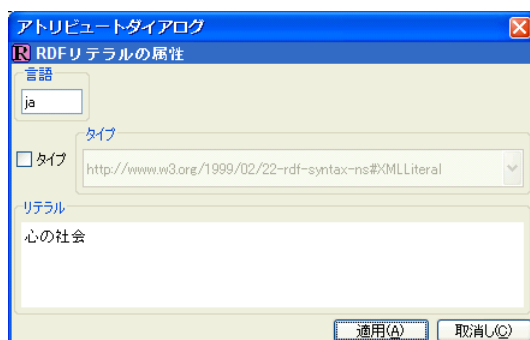 アトリビュートダイアログ
RDFリテラルの属性
言語
ja
タイプ
タイプ
http://www.w3.org/1999/02/22-rdf-syntax-ns#XMLLiteral
リテラル
心の社会
適用(A) 取消し(C)